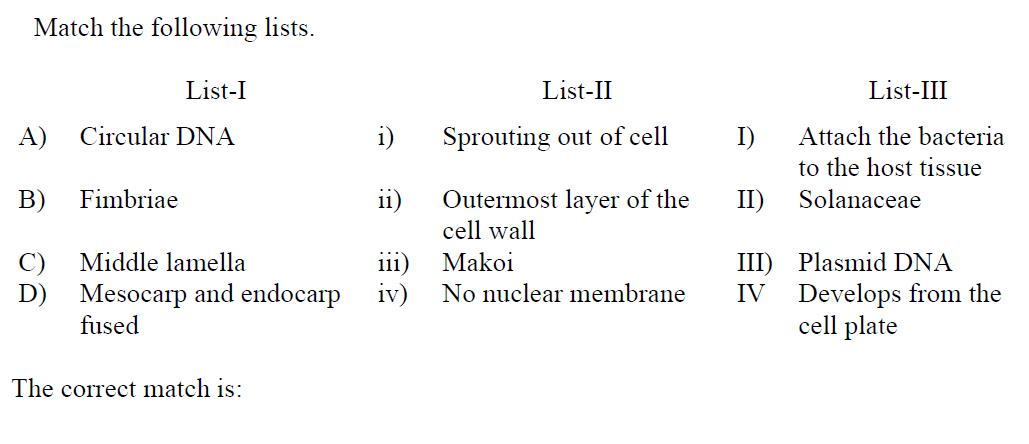 Match the following lists.
List-I List-II List-III
A) Circular DNA i) Sprouting out of cell I) Attach the bacteria
to the host tissue
B) Fimbriae ii) Outermost layer of the II) Solanaceae
cell wall
C) Middle lamella iii) Makoi III) Plasmid DNA
D) Mesocarp and endocarp iv) No nuclear membrane IV Develops from the
fused cell plate
The correct match is: